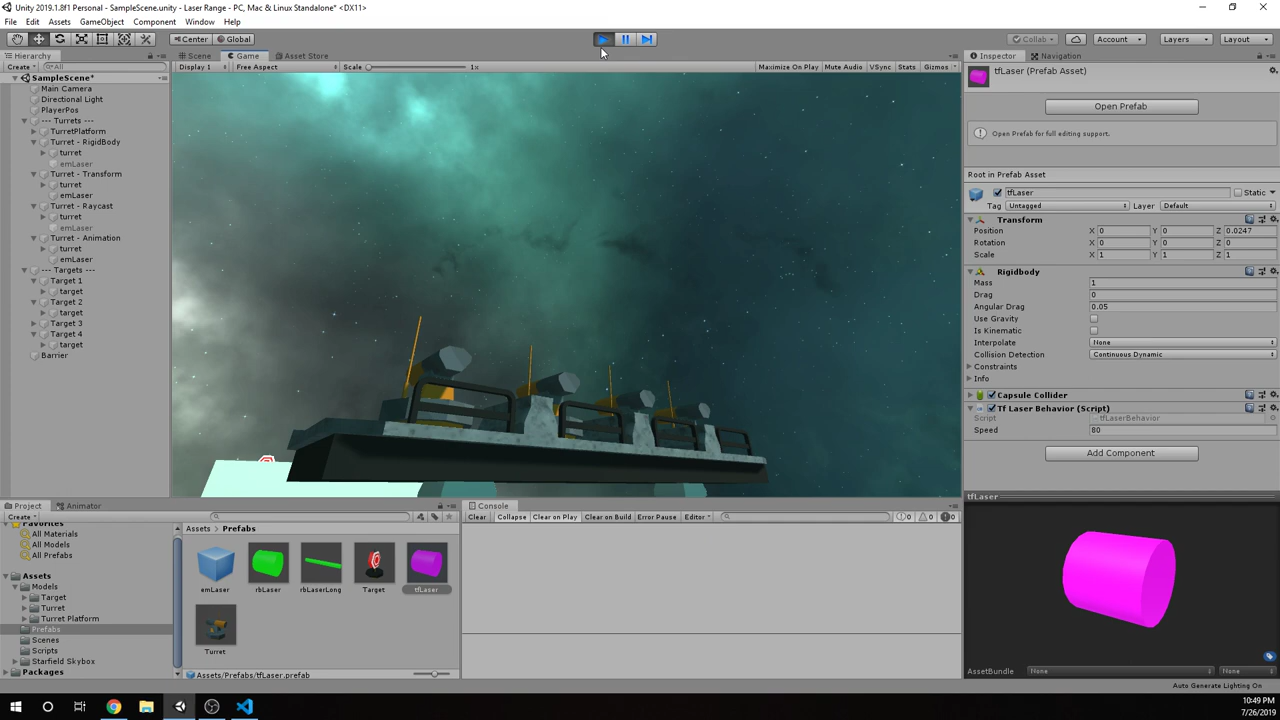 Unity 2019.1.8f1 Personal - SampleScene.unity - Laser Range - PC, Mac & Linux Standalone* <DX11>
File Edit Assets GameObject Component Window Help
Center Global Collab Account Layers Layout
Hierarchy Scene Game Asset Store Inspector Navigation
Create All Display 1 Free Aspect Scale 1x Maximize On Play Mute Audio VSync Stats Gizmos
SampleScene*
Main Camera
Directional Light
PlayerPos
--- Turrets ---
TurretPlatform
Turret - RigidBody
turret
emLaser
Turret - Transform
turret
emLaser
Turret - Raycast
turret
emLaser
Turret - Animation
turret
emLaser
--- Targets ---
Target 1
target
Target 2
target
Target 3
Target 4
target
Barrier
tfLaser (Prefab Asset)
Open Prefab
Open Prefab for full editing support.
Root in Prefab Asset
tfLaser Static
Tag Untagged Layer Default
Transform
Position X 0 Y 0 Z 0.0247
Rotation X 0 Y 0 Z 0
Scale X 1 Y 1 Z 1
Rigidbody
Mass 1
Drag 0
Angular Drag 0.05
Use Gravity
Is Kinematic
Interpolate None
Collision Detection Continuous Dynamic
Constraints
Info
Capsule Collider
Tf Laser Behavior (Script)
Script tfLaserBehavior
Speed 80
Add Component
tfLaser
AssetBundle None None
Project Animator
Create
Favorites
All Materials
All Models
All Prefabs
Assets
Models
Target
Turret
Turret Platform
Prefabs
Scenes
Scripts
Starfield Skybox
Packages
Assets Prefabs
emLaser rbLaser rbLaserLong Target tfLaser
Turret
Assets/Prefabs/tfLaser.prefab
Console
Clear Collapse Clear on Play Clear on Build Error Pause Editor 0 0 0
Auto Generate Lighting On
10:49 PM
7/26/2019